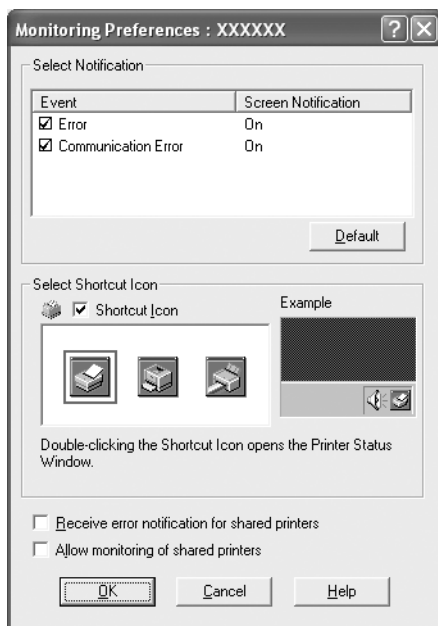 Monitoring Preferences : XXXXXX
Select Notification
Event Screen Notification
Error On
Communication Error On
Default
Select Shortcut Icon
Shortcut Icon
Example
Double-clicking the Shortcut Icon opens the Printer Status
Window.
Receive error notification for shared printers
Allow monitoring of shared printers
OK Cancel Help